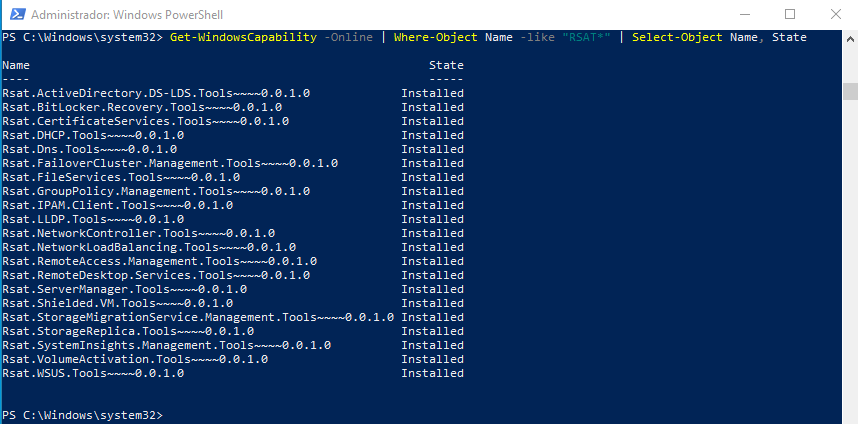 Administrador: Windows PowerShell
PS C:\Windows\system32> Get-WindowsCapability -Online | Where-Object Name -like "RSAT*" | Select-Object Name, State
Name State
---- -----
Rsat.ActiveDirectory.DS-LDS.Tools~~~~0.0.1.0 Installed
Rsat.BitLocker.Recovery.Tools~~~~0.0.1.0 Installed
Rsat.CertificateServices.Tools~~~~0.0.1.0 Installed
Rsat.DHCP.Tools~~~~0.0.1.0 Installed
Rsat.Dns.Tools~~~~0.0.1.0 Installed
Rsat.FailoverCluster.Management.Tools~~~~0.0.1.0 Installed
Rsat.FileServices.Tools~~~~0.0.1.0 Installed
Rsat.GroupPolicy.Management.Tools~~~~0.0.1.0 Installed
Rsat.IPAM.Client.Tools~~~~0.0.1.0 Installed
Rsat.LLDP.Tools~~~~0.0.1.0 Installed
Rsat.NetworkController.Tools~~~~0.0.1.0 Installed
Rsat.NetworkLoadBalancing.Tools~~~~0.0.1.0 Installed
Rsat.RemoteAccess.Management.Tools~~~~0.0.1.0 Installed
Rsat.RemoteDesktop.Services.Tools~~~~0.0.1.0 Installed
Rsat.ServerManager.Tools~~~~0.0.1.0 Installed
Rsat.Shielded.VM.Tools~~~~0.0.1.0 Installed
Rsat.StorageMigrationService.Management.Tools~~~~0.0.1.0 Installed
Rsat.StorageReplica.Tools~~~~0.0.1.0 Installed
Rsat.SystemInsights.Management.Tools~~~~0.0.1.0 Installed
Rsat.VolumeActivation.Tools~~~~0.0.1.0 Installed
Rsat.WSUS.Tools~~~~0.0.1.0 Installed
PS C:\Windows\system32>